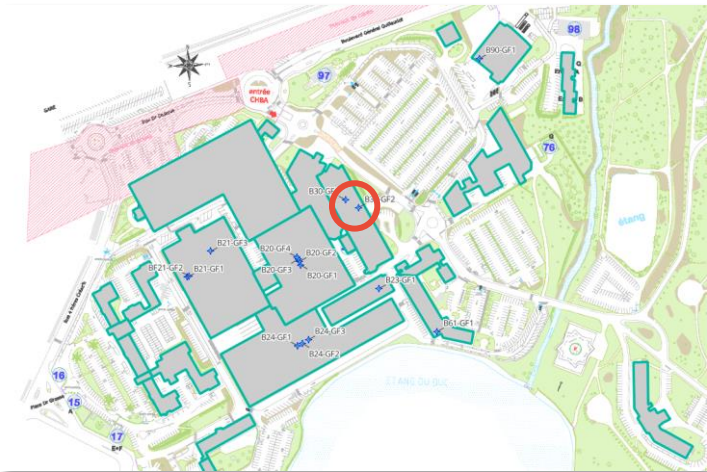 98
B90-GF1
Boulevard Général Guillaudot
97
entrée
CHBA
GARE
76
B30-GF
B30-GF2
étang
B21-GF3
B20-GF4
B20-GF2
BF21-GF2
B21-GF1
B20-GF3
B20-GF1
B23-GF1
B24-GF1
B24-GF3
B61-GF1
B24-GF2
ETANG DU DUC
16
15
A
17